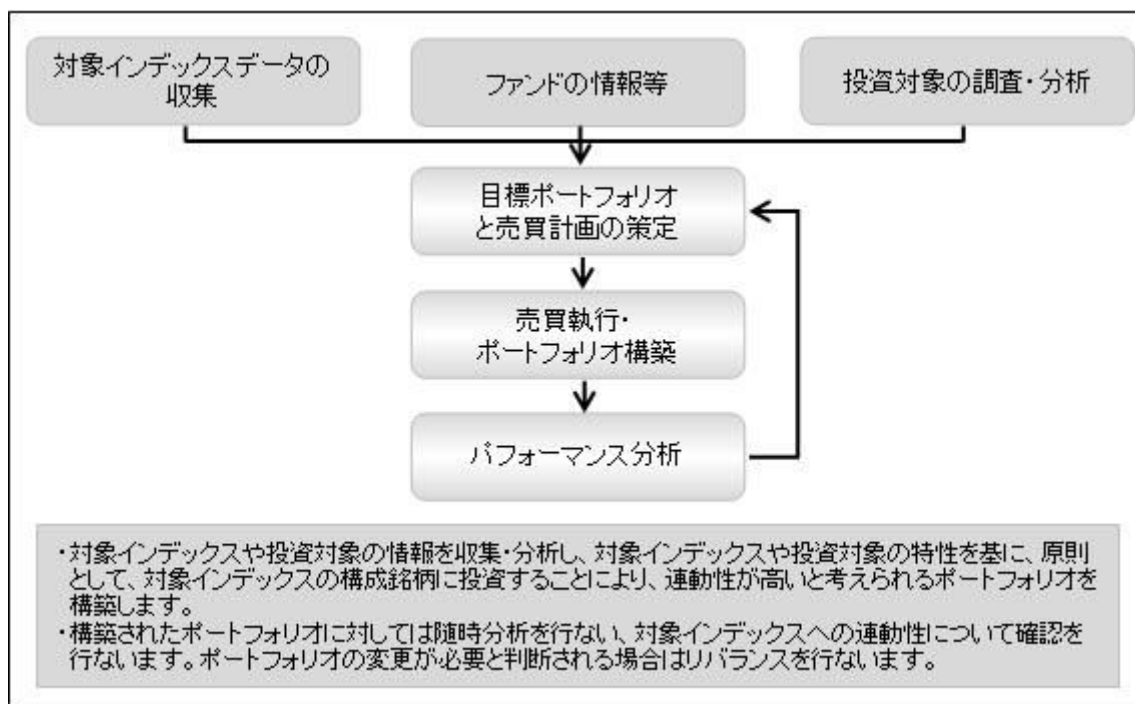 対象インデックスデータの
収集
ファンドの情報等
投資対象の調査・分析
目標ポートフォリオ
と売買計画の策定
売買執行・
ポートフォリオ構築
パフォーマンス分析
・対象インデックスや投資対象の情報を収集・分析し、対象インデックスや投資対象の特性を基に、原則
として、対象インデックスの構成銘柄に投資することにより、連動性が高いと考えられるポートフォリオを
構築します。
・構築されたポートフォリオに対しては随時分析を行ない、対象インデックスへの連動性について確認を
行ないます。ポートフォリオの変更が必要と判断される場合はリバランスを行ないます。